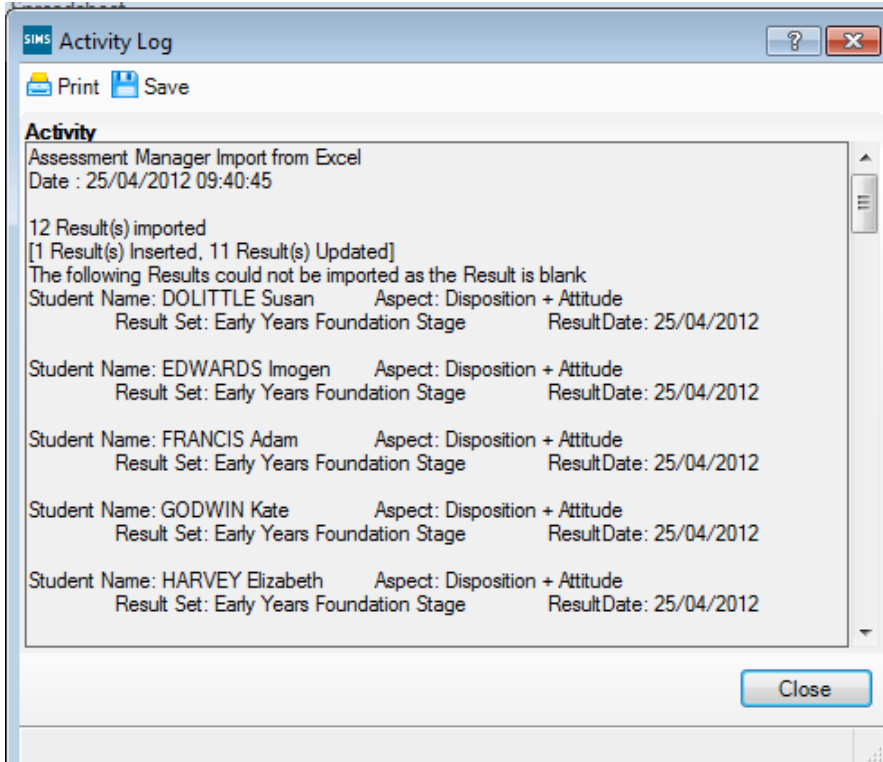 Spreadsheet
SIMS Activity Log
Print Save
Activity
Assessment Manager Import from Excel
Date : 25/04/2012 09:40:45
12 Result(s) imported
[1 Result(s) Inserted, 11 Result(s) Updated]
The following Results could not be imported as the Result is blank
Student Name: DOLITTLE Susan Aspect: Disposition + Attitude
Result Set: Early Years Foundation Stage ResultDate: 25/04/2012
Student Name: EDWARDS Imogen Aspect: Disposition + Attitude
Result Set: Early Years Foundation Stage ResultDate: 25/04/2012
Student Name: FRANCIS Adam Aspect: Disposition + Attitude
Result Set: Early Years Foundation Stage ResultDate: 25/04/2012
Student Name: GODWIN Kate Aspect: Disposition + Attitude
Result Set: Early Years Foundation Stage ResultDate: 25/04/2012
Student Name: HARVEY Elizabeth Aspect: Disposition + Attitude
Result Set: Early Years Foundation Stage ResultDate: 25/04/2012
Close